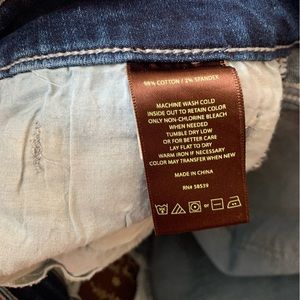 98% COTTON / 2% SPANDEX
MACHINE WASH COLD
INSIDE OUT TO RETAIN COLOR
ONLY NON-CHLORINE BLEACH
WHEN NEEDED
TUMBLE DRY LOW
OR FOR BETTER CARE
LAY FLAT TO DRY
WARM IRON IF NECESSARY
COLOR MAY TRANSFER WHEN NEW
MADE IN CHINA
RN# 58539
or